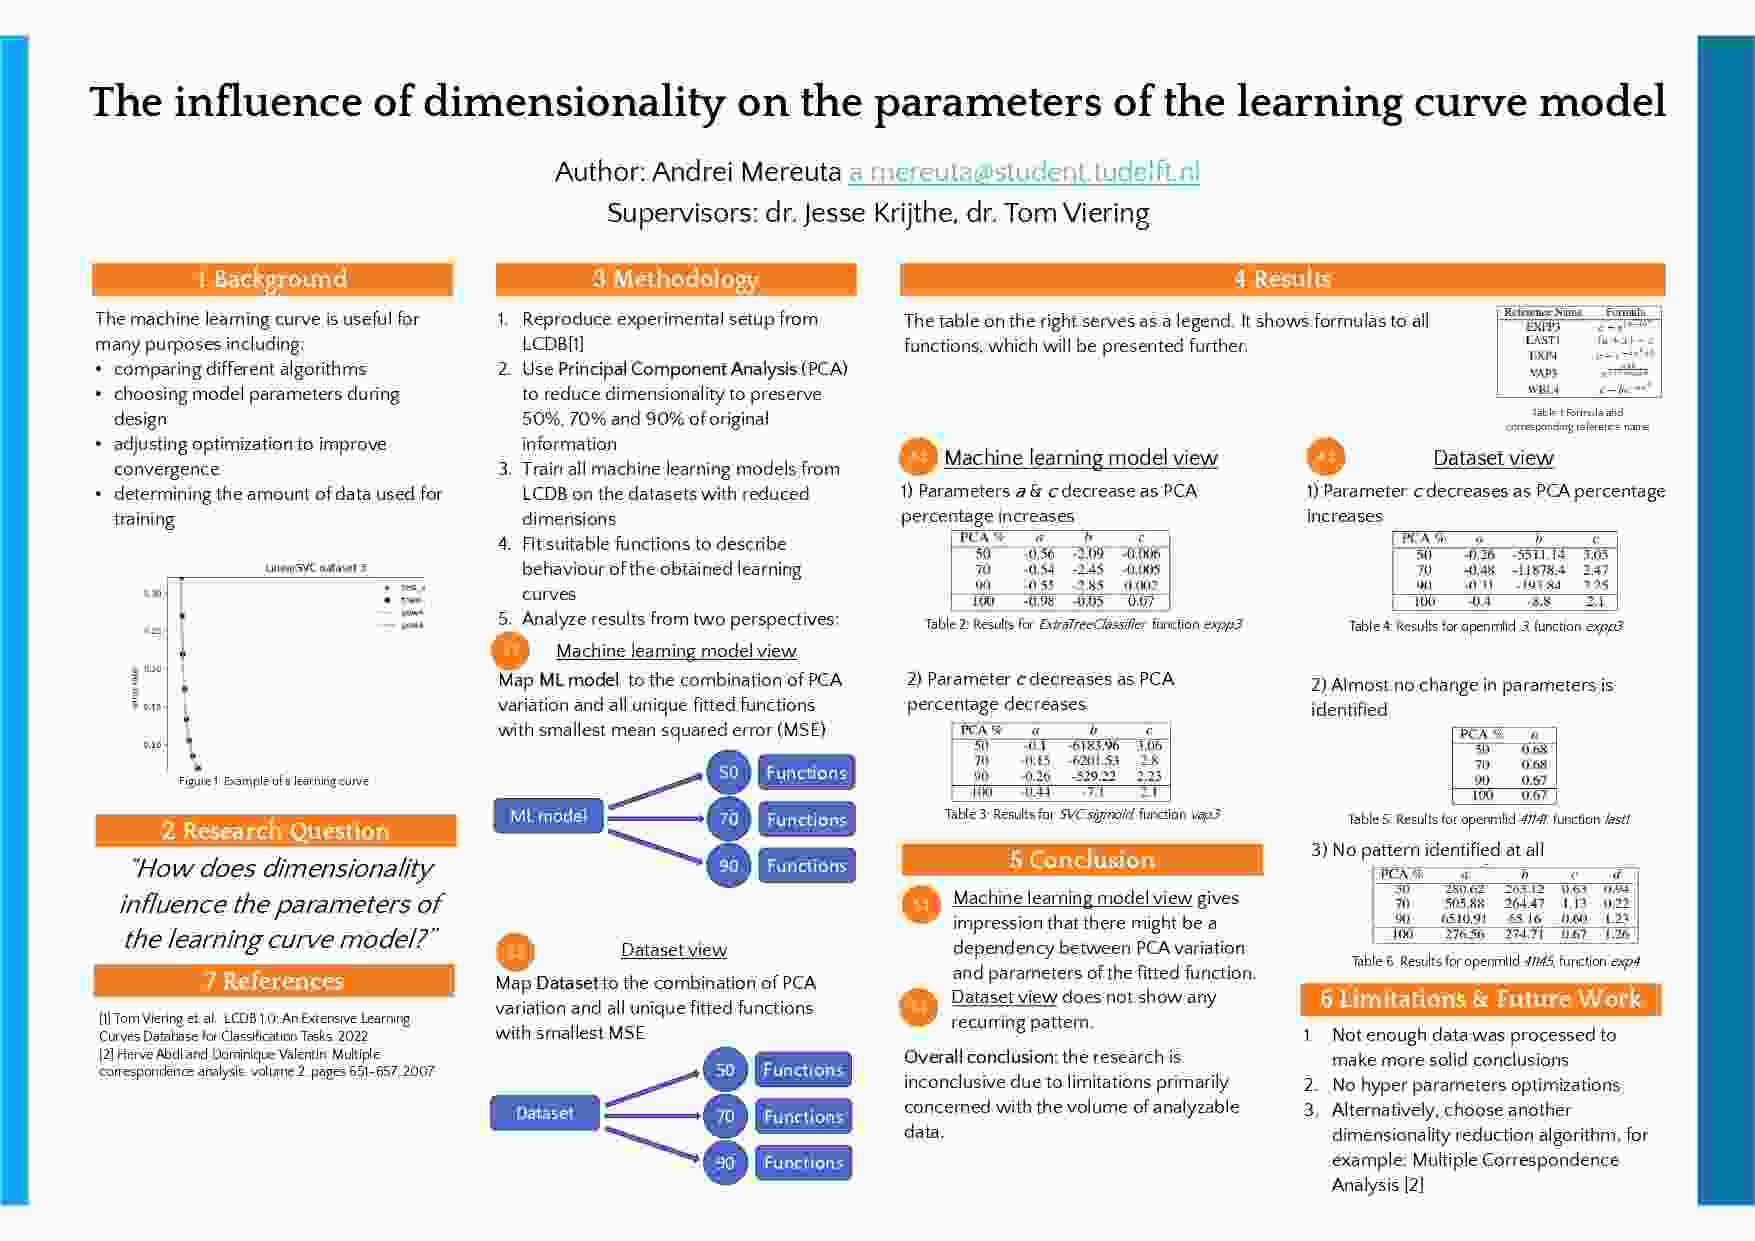 The influence of dimensionality on the parameters of the learning curve model
Author: Andrei Mereuta a.mereuta@student.tudelft.nl
Supervisors: dr. Jesse Krijthe, dr. Tom Viering
1 Background
The machine learning curve is useful for
many purposes including:
• comparing different algorithms
• choosing model parameters during
design
• adjusting optimization to improve
convergence
• determining the amount of data used for
training
LinearSVC dataset 3
error rate
0.30
0.25
0.20
0.15
0.10
Figure 1: Example of a learning curve
2 Research Question
"How does dimensionality
influence the parameters of
the learning curve model?"
7 References
[1] Tom Viering et. al. LCDB 1.0: An Extensive Learning
Curves Database for Classification Tasks. 2022
[2] Herve Abdi and Dominique Valentin. Multiple
correspondence analysis. volume 2, pages 651-657, 2007
3 Methodology
1. Reproduce experimental setup from
LCDB[1]
2. Use Principal Component Analysis (PCA)
to reduce dimensionality to preserve
50%, 70% and 90% of original
information
3. Train all machine learning models from
LCDB on the datasets with reduced
dimensions
4. Fit suitable functions to describe
behaviour of the obtained learning
curves
5. Analyze results from two perspectives:
Machine learning model view
Map ML model to the combination of PCA
variation and all unique fitted functions
with smallest mean squared error (MSE)
ML model
50 Functions
70 Functions
90 Functions
Dataset view
Map Dataset to the combination of PCA
variation and all unique fitted functions
with smallest MSE
Dataset
50 Functions
70 Functions
90 Functions
4 Results
The table on the right serves as a legend. It shows formulas to all
functions, which will be presented further.
Reference Name Formula
EXPP3
LAST1
EXP4
VAP3
WBL4
Table 1 Formula and
corresponding reference name
Machine learning model view
1) Parameters a & c decrease as PCA
percentage increases
PCA % a b c
50 -0.56 -2.09 -0.006
70 -0.54 -2.45 -0.005
90 -0.55 -2.85 0.002
100 -0.98 -0.05 0.07
Table 2: Results for ExtraTreeClassifier function expp3
2) Parameter c decreases as PCA
percentage decreases
PCA % a b c
50 -0.1 -6183.96 3.06
70 -0.15 -6201.53 2.8
90 -0.26 -529.22 2.23
100 -0.44 -7.1 2.1
Table 3: Results for SVC sigmoid, function vap3
Dataset view
1) Parameter c decreases as PCA percentage
increases
PCA % a b c
50 -0.26 -5511.14 3.05
70 -0.48 -11878.4 2.47
90 -0.31 -193.84 2.25
100 -0.4 -8.8 2.1
Table 4: Results for openmlid 3, function expp3
2) Almost no change in parameters is
identified
PCA % a
50 0.68
70 0.68
90 0.67
100 0.67
Table 5: Results for openmlid 41141 function last1
3) No pattern identified at all
PCA % a b c d
50 280.62 263.12 0.63 0.94
70 505.88 264.47 1.13 0.22
90 6510.91 65.16 0.60 1.23
100 276.56 274.71 0.67 1.26
Table 6. Results for openmlid 41145, function exp4
5 Conclusion
Machine learning model view gives
impression that there might be a
dependency between PCA variation
and parameters of the fitted function.
Dataset view does not show any
recurring pattern.
Overall conclusion: the research is
inconclusive due to limitations primarily
concerned with the volume of analyzable
data.
6 Limitations & Future Work
1. Not enough data was processed to
make more solid conclusions
2. No hyper parameters optimizations
3. Alternatively, choose another
dimensionality reduction algorithm, for
example: Multiple Correspondence
Analysis [2]